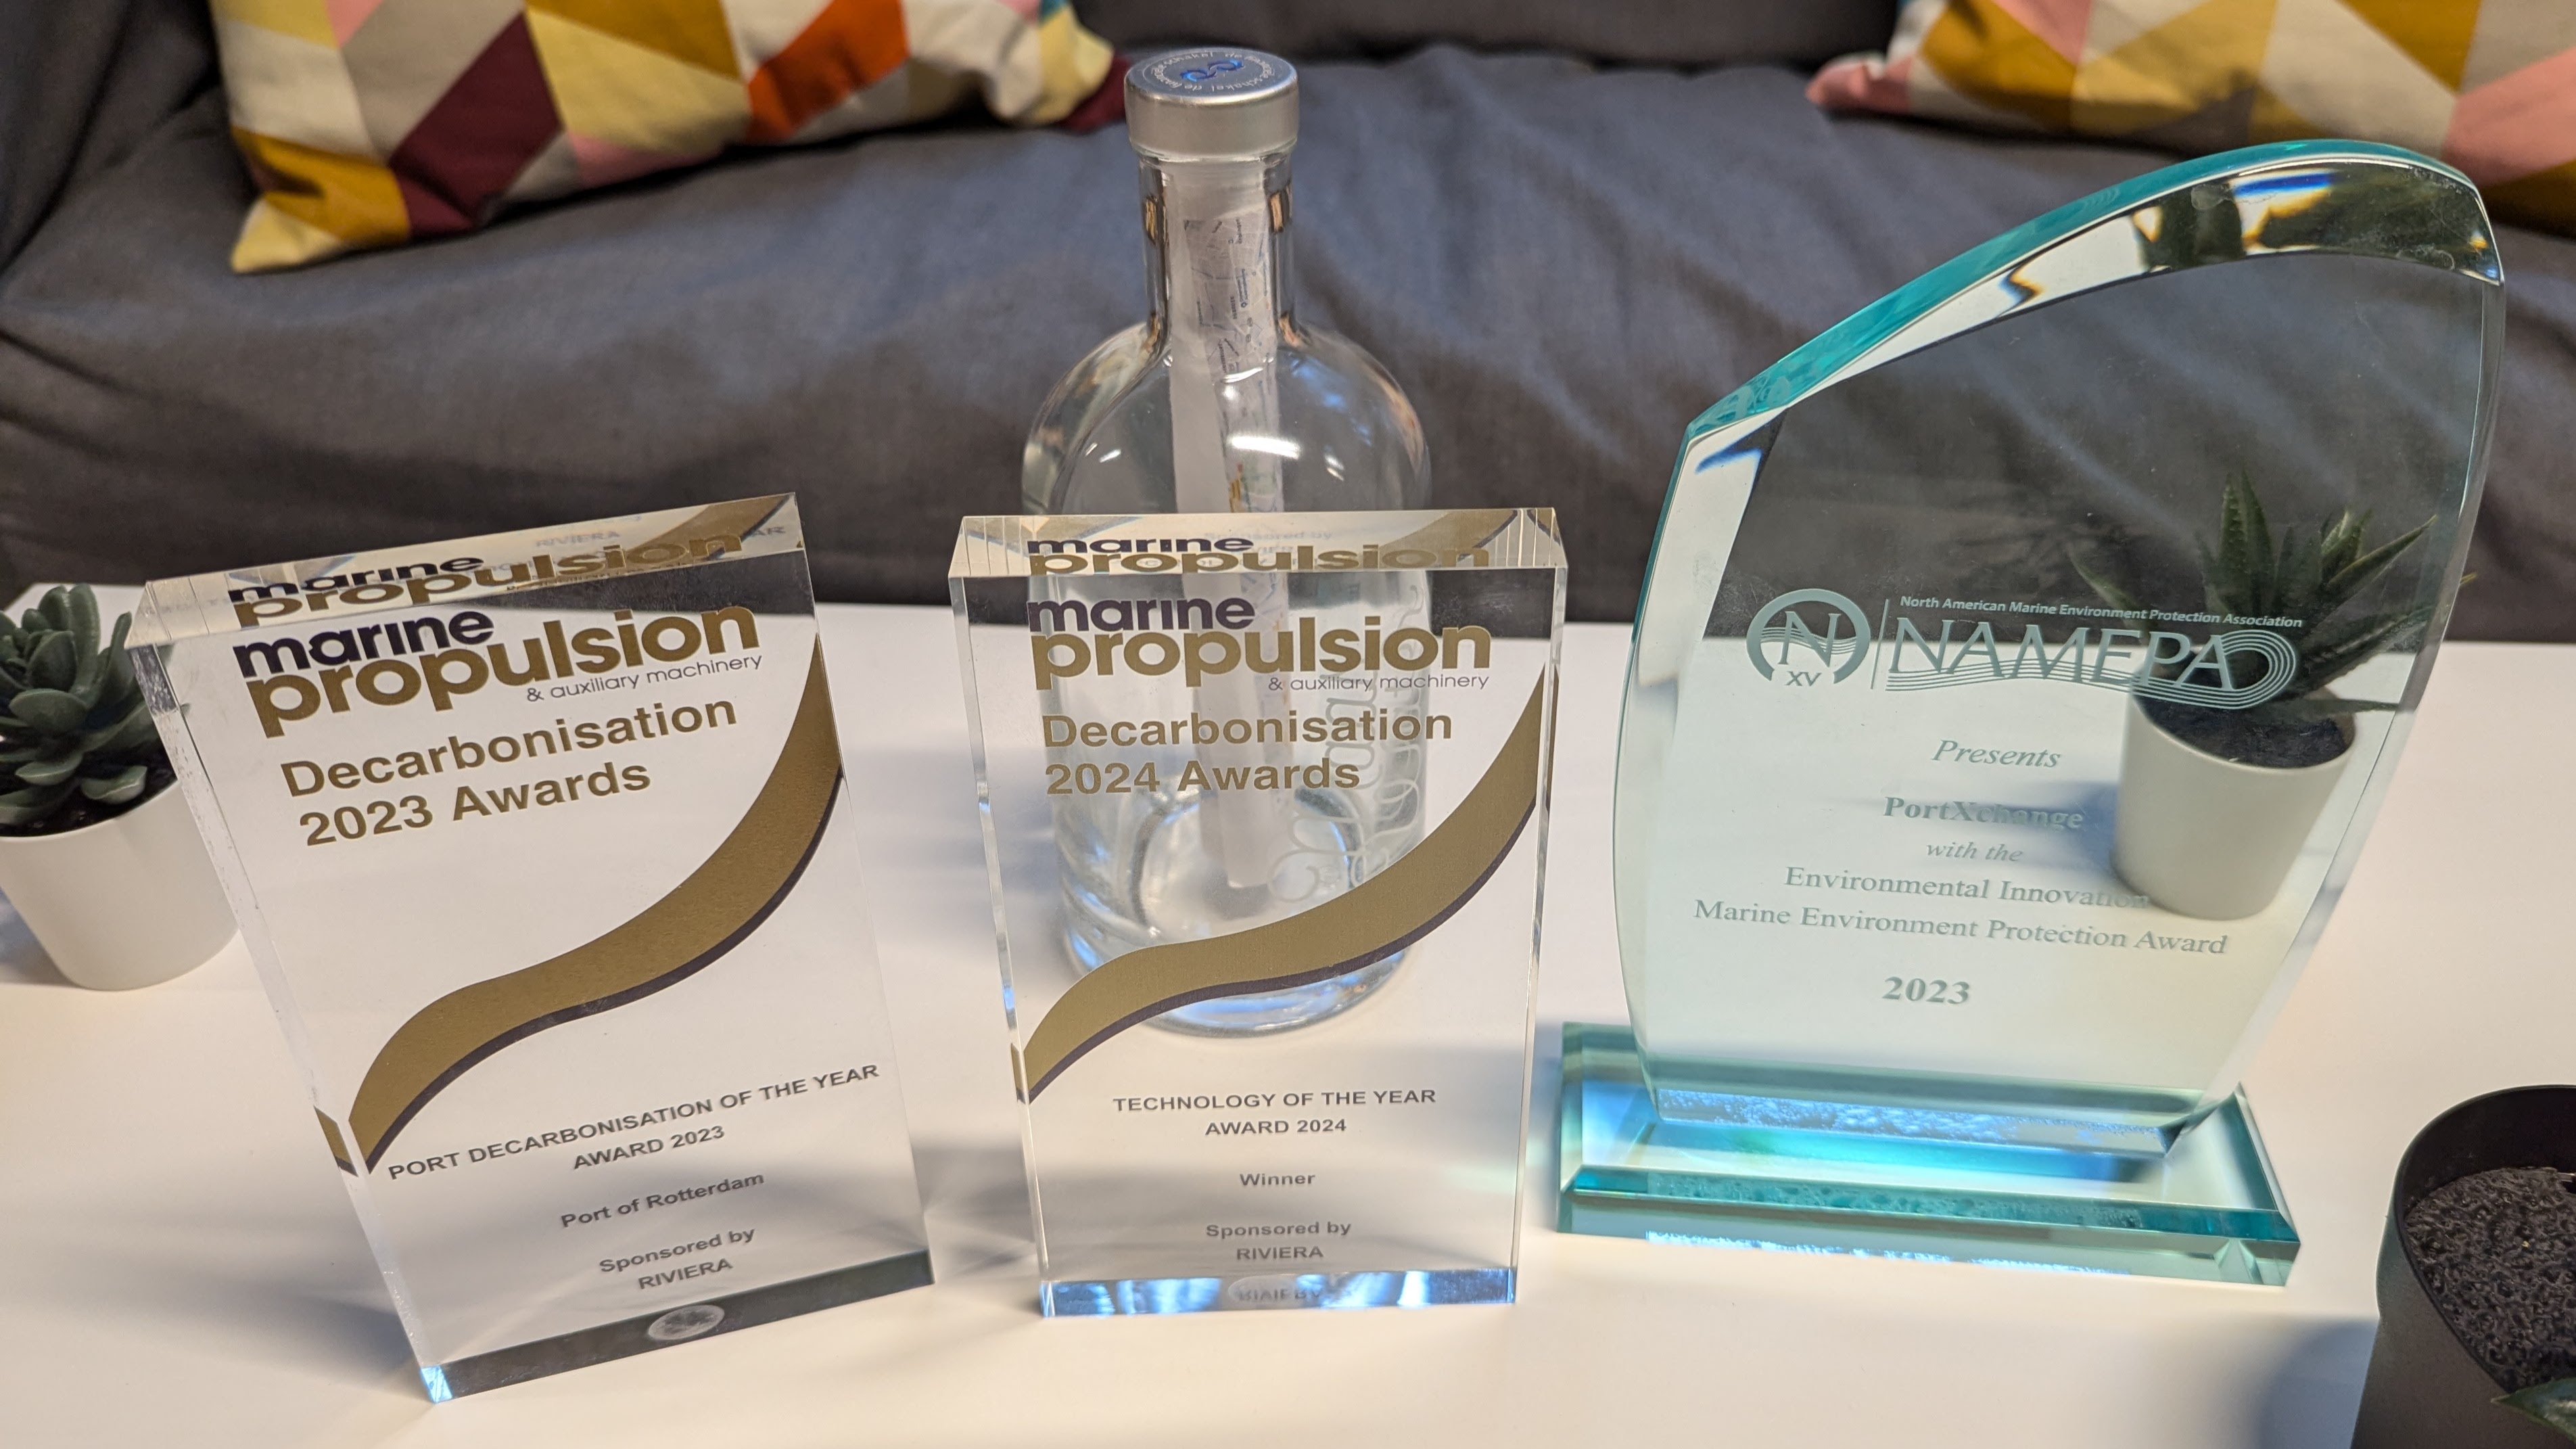 marine
propulsion
& auxiliary machinery
Decarbonisation
2023 Awards
PORT DECARBONISATION OF THE YEAR
AWARD 2023
Port of Rotterdam
Sponsored by
RIVIERA
marine
propulsion
& auxiliary machinery
Decarbonisation
2024 Awards
TECHNOLOGY OF THE YEAR
AWARD 2024
Winner
Sponsored by
RIVIERA
North American Marine Environment Protection Association
N
XV
NAMEPA
Presents
PortXchange
with the
Environmental Innovation
Marine Environment Protection Award
2023